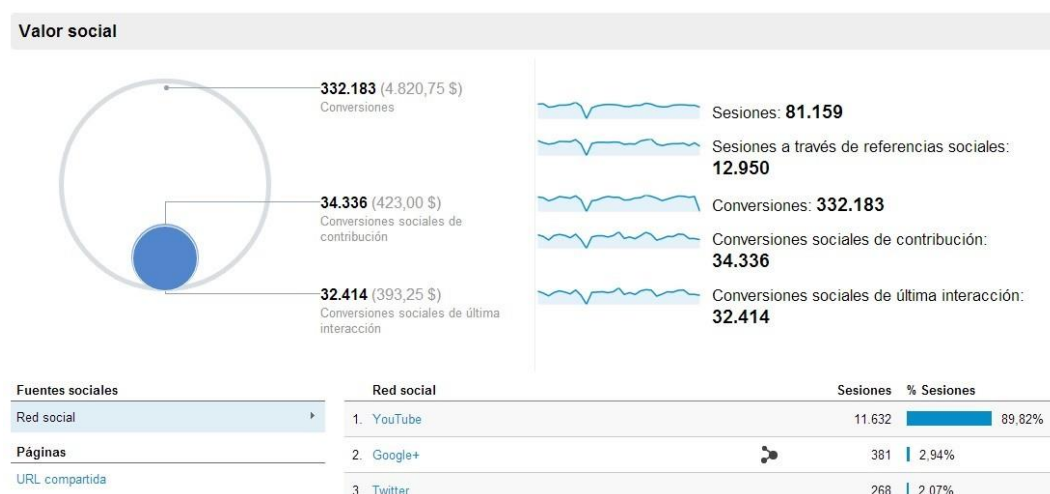 Valor social
332.183 (4.820,75 $)
Conversiones
34.336 (423,00 $)
Conversiones sociales de
contribución
32.414 (393,25 $)
Conversiones sociales de última
interacción
Sesiones: 81.159
Sesiones a través de referencias sociales:
12.950
Conversiones: 332.183
Conversiones sociales de contribución:
34.336
Conversiones sociales de última interacción:
32.414
Fuentes sociales
Red social
Páginas
URL compartida
Red social Sesiones % Sesiones
1. YouTube 11.632 89,82%
2. Google+ 381 2,94%
3. Twitter 268 2,07%